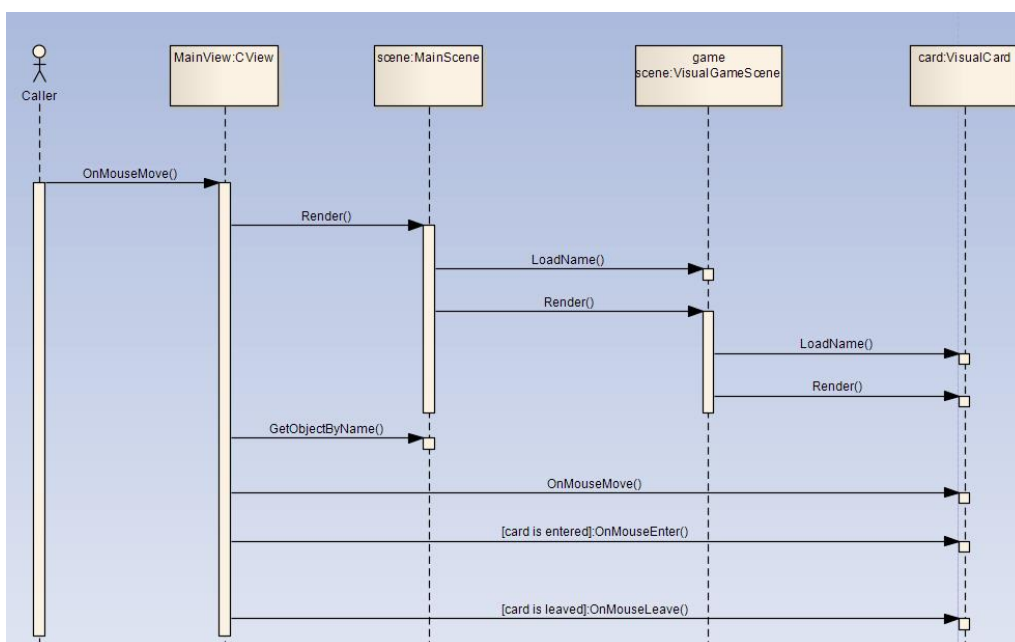 MainView:CView
scene:MainScene
game
scene:VisualGameScene
card:VisualCard
Caller
OnMouseMove()
Render()
LoadName()
Render()
LoadName()
Render()
GetObjectByName()
OnMouseMove()
[card is entered]:OnMouseEnter()
[card is leaved]:OnMouseLeave()